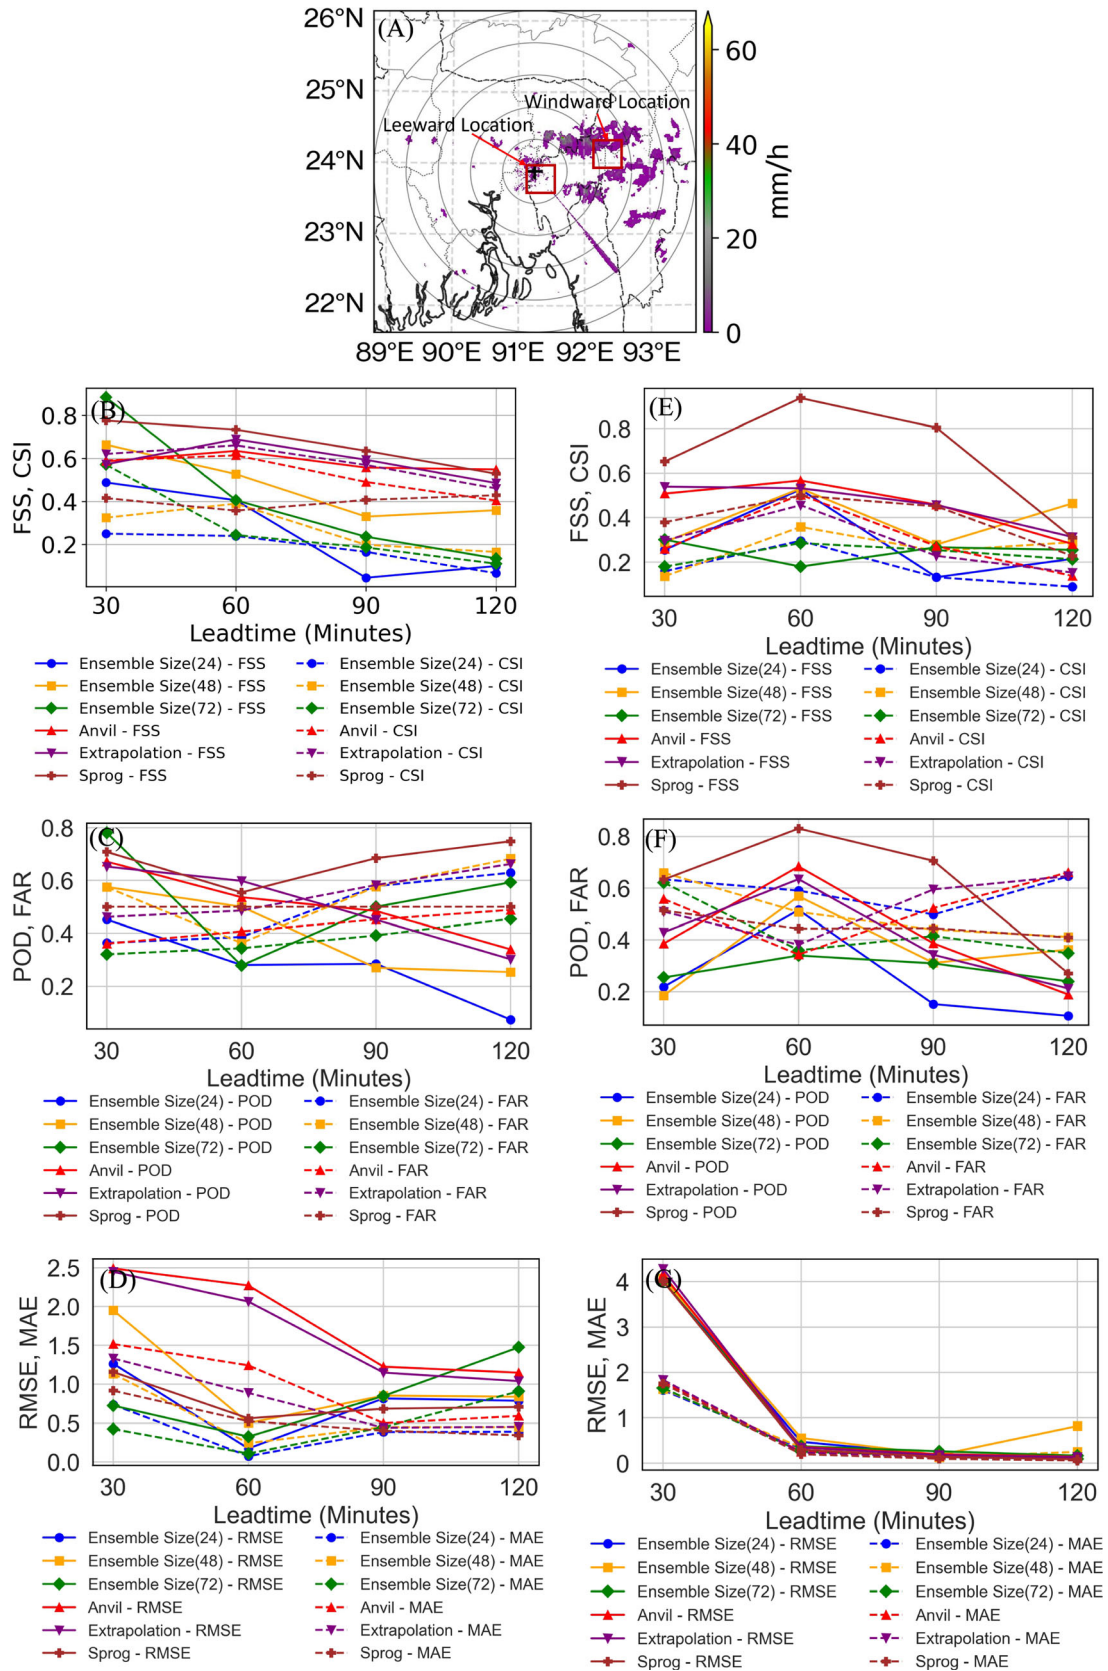 (A)
26°N
25°N
24°N
23°N
22°N
89°E 90°E 91°E 92°E 93°E
Windward Location
Leeward Location
60
40
20
0
mm/h
(B)
FSS, CSI
0.8
0.6
0.4
0.2
30 60 90 120
Leadtime (Minutes)
Ensemble Size(24) - FSS
Ensemble Size(48) - FSS
Ensemble Size(72) - FSS
Anvil - FSS
Extrapolation - FSS
Sprog - FSS
Ensemble Size(24) - CSI
Ensemble Size(48) - CSI
Ensemble Size(72) - CSI
Anvil - CSI
Extrapolation - CSI
Sprog - CSI
(E)
FSS, CSI
0.8
0.6
0.4
0.2
30 60 90 120
Leadtime (Minutes)
Ensemble Size(24) - FSS
Ensemble Size(48) - FSS
Ensemble Size(72) - FSS
Anvil - FSS
Extrapolation - FSS
Sprog - FSS
Ensemble Size(24) - CSI
Ensemble Size(48) - CSI
Ensemble Size(72) - CSI
Anvil - CSI
Extrapolation - CSI
Sprog - CSI
(C)
POD, FAR
0.8
0.6
0.4
0.2
30 60 90 120
Leadtime (Minutes)
Ensemble Size(24) - POD
Ensemble Size(48) - POD
Ensemble Size(72) - POD
Anvil - POD
Extrapolation - POD
Sprog - POD
Ensemble Size(24) - FAR
Ensemble Size(48) - FAR
Ensemble Size(72) - FAR
Anvil - FAR
Extrapolation - FAR
Sprog - FAR
(F)
POD, FAR
0.8
0.6
0.4
0.2
30 60 90 120
Leadtime (Minutes)
Ensemble Size(24) - POD
Ensemble Size(48) - POD
Ensemble Size(72) - POD
Anvil - POD
Extrapolation - POD
Sprog - POD
Ensemble Size(24) - FAR
Ensemble Size(48) - FAR
Ensemble Size(72) - FAR
Anvil - FAR
Extrapolation - FAR
Sprog - FAR
(D)
RMSE, MAE
2.5
2.0
1.5
1.0
0.5
0.0
30 60 90 120
Leadtime (Minutes)
Ensemble Size(24) - RMSE
Ensemble Size(48) - RMSE
Ensemble Size(72) - RMSE
Anvil - RMSE
Extrapolation - RMSE
Sprog - RMSE
Ensemble Size(24) - MAE
Ensemble Size(48) - MAE
Ensemble Size(72) - MAE
Anvil - MAE
Extrapolation - MAE
Sprog - MAE
(G)
RMSE, MAE
4
3
2
1
0
30 60 90 120
Leadtime (Minutes)
Ensemble Size(24) - RMSE
Ensemble Size(48) - RMSE
Ensemble Size(72) - RMSE
Anvil - RMSE
Extrapolation - RMSE
Sprog - RMSE
Ensemble Size(24) - MAE
Ensemble Size(48) - MAE
Ensemble Size(72) - MAE
Anvil - MAE
Extrapolation - MAE
Sprog - MAE